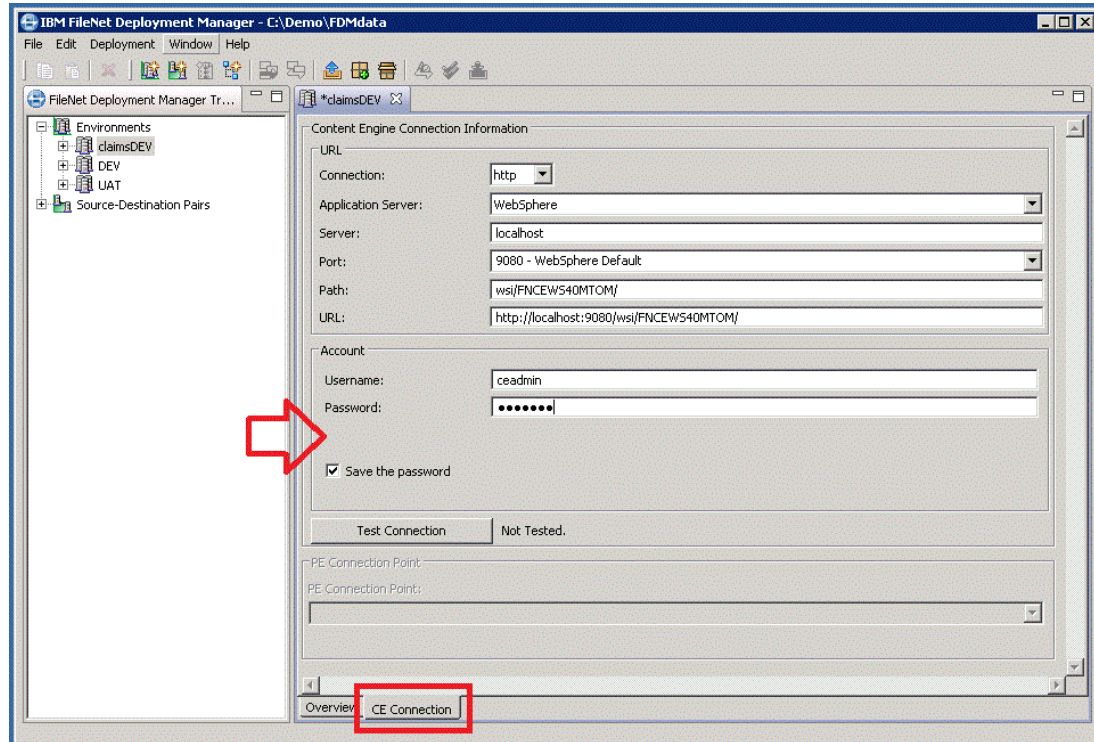 IBM FileNet Deployment Manager - C:\Demo\FDMdata
File Edit Deployment Window Help
FileNet Deployment Manager Tr...
*claimsDEV
Environments
claimsDEV
DEV
UAT
Source-Destination Pairs
Content Engine Connection Information
URL
Connection: http
Application Server: WebSphere
Server: localhost
Port: 9080 - WebSphere Default
Path: wsi/FNCEWS40MTOM/
URL: http://localhost:9080/wsi/FNCEWS40MTOM/
Account
Username: ceadmin
Password: ●●●●●●●
Save the password
Test Connection Not Tested.
PE Connection Point
PE Connection Point:
Overview CE Connection